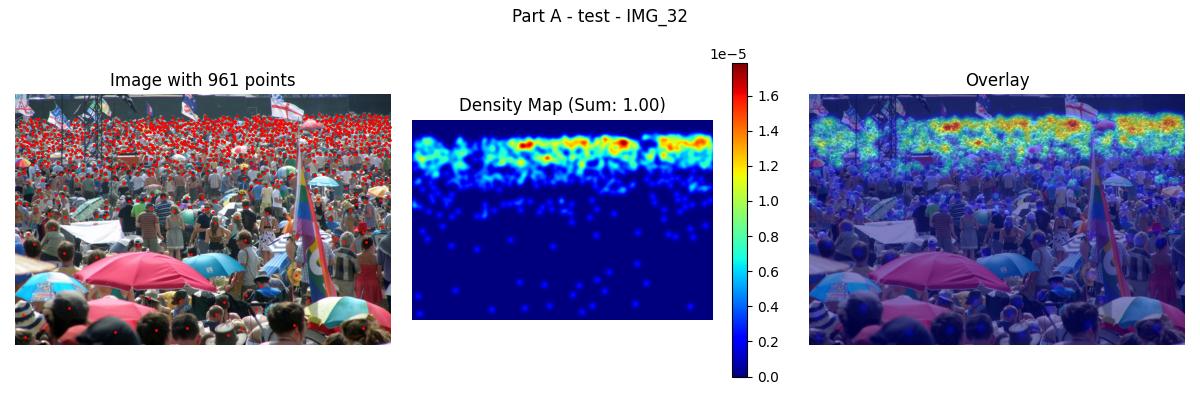 Part A - test - IMG_32
Image with 961 points
Density Map (Sum: 1.00)
1e−5
1.6
1.4
1.2
1.0
0.8
0.6
0.4
0.2
0.0
Overlay